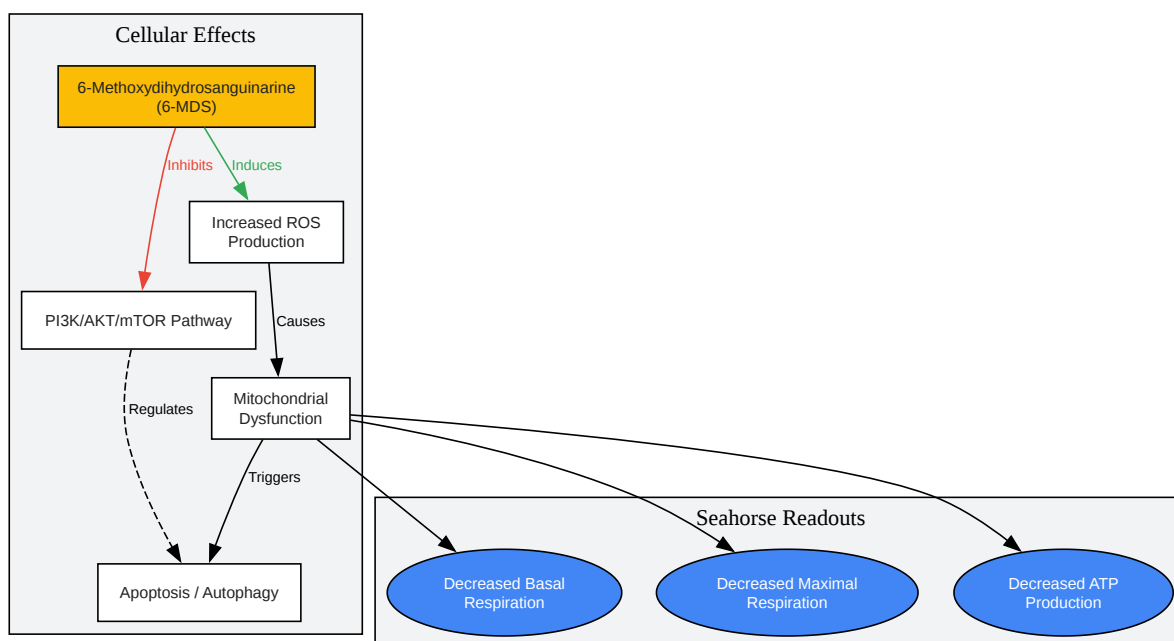 Cellular Effects
6-Methoxydihydrosanguinarine
(6-MDS)
Inhibits
Induces
Increased ROS
Production
PI3K/AKT/mTOR Pathway
Causes
Mitochondrial
Dysfunction
Regulates
Triggers
Apoptosis / Autophagy
Seahorse Readouts
Decreased Basal
Respiration
Decreased Maximal
Respiration
Decreased ATP
Production